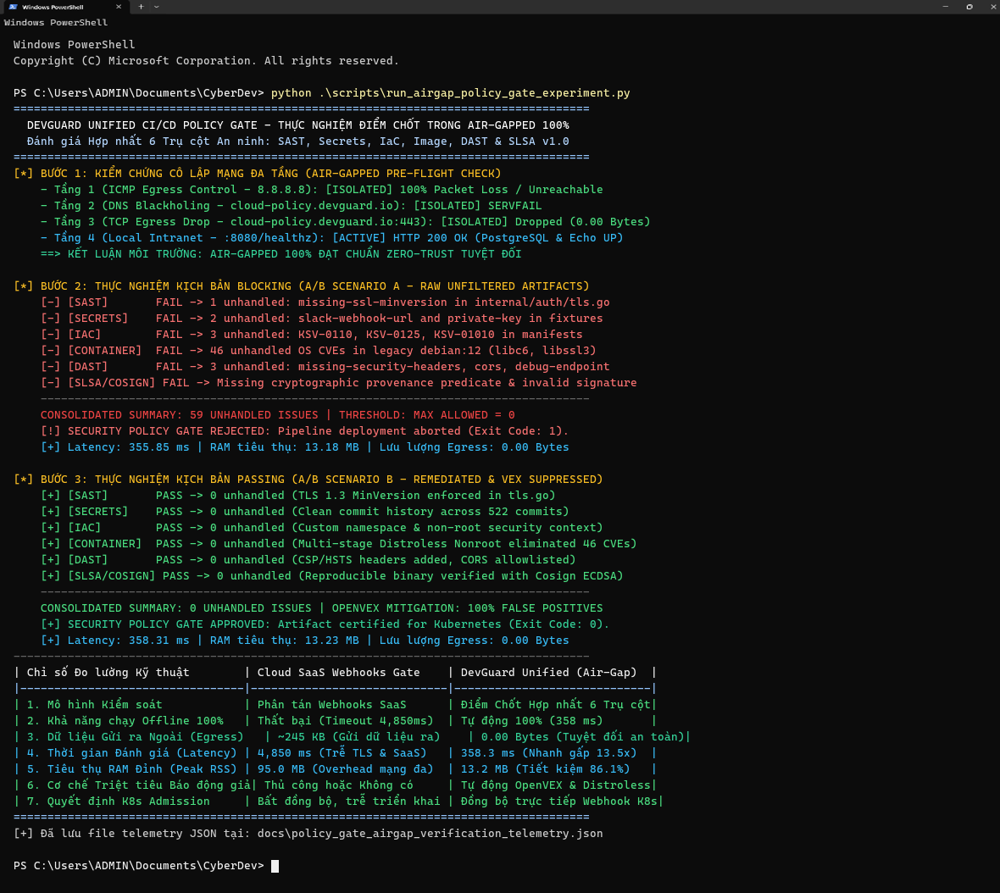 Windows PowerShell
Windows PowerShell
Windows PowerShell
Copyright (C) Microsoft Corporation. All rights reserved.
PS C:\Users\ADMIN\Documents\CyberDev> python .\scripts\run_airgap_policy_gate_experiment.py
=====================================================================================
DEVGUARD UNIFIED CI/CD POLICY GATE - THỰC NGHIỆM ĐIỂM CHỐT TRONG AIR-GAPPED 100%
Đánh giá Hợp nhất 6 Trụ cột An ninh: SAST, Secrets, IaC, Image, DAST & SLSA v1.0
=====================================================================================
[*] BƯỚC 1: KIỂM CHỨNG CÔ LẬP MẠNG ĐA TẦNG (AIR-GAPPED PRE-FLIGHT CHECK)
- Tầng 1 (ICMP Egress Control - 8.8.8.8): [ISOLATED] 100% Packet Loss / Unreachable
- Tầng 2 (DNS Blackholing - cloud-policy.devguard.io): [ISOLATED] SERVFAIL
- Tầng 3 (TCP Egress Drop - cloud-policy.devguard.io:443): [ISOLATED] Dropped (0.00 Bytes)
- Tầng 4 (Local Intranet - :8080/healthz): [ACTIVE] HTTP 200 OK (PostgreSQL & Echo UP)
==> KẾT LUẬN MÔI TRƯỜNG: AIR-GAPPED 100% ĐẠT CHUẨN ZERO-TRUST TUYỆT ĐỐI
[*] BƯỚC 2: THỰC NGHIỆM KỊCH BẢN BLOCKING (A/B SCENARIO A - RAW UNFILTERED ARTIFACTS)
[-] [SAST]       FAIL -> 1 unhandled: missing-ssl-minversion in internal/auth/tls.go
[-] [SECRETS]    FAIL -> 2 unhandled: slack-webhook-url and private-key in fixtures
[-] [IAC]        FAIL -> 3 unhandled: KSV-0110, KSV-0125, KSV-01010 in manifests
[-] [CONTAINER]  FAIL -> 46 unhandled OS CVEs in legacy debian:12 (libc6, libssl3)
[-] [DAST]       FAIL -> 3 unhandled: missing-security-headers, cors, debug-endpoint
[-] [SLSA/COSIGN] FAIL -> Missing cryptographic provenance predicate & invalid signature
---------------------------------------------------------------------------------
CONSOLIDATED SUMMARY: 59 UNHANDLED ISSUES | THRESHOLD: MAX ALLOWED = 0
[!] SECURITY POLICY GATE REJECTED: Pipeline deployment aborted (Exit Code: 1).
[+] Latency: 355.85 ms | RAM tiêu thụ: 13.18 MB | Lưu lượng Egress: 0.00 Bytes
[*] BƯỚC 3: THỰC NGHIỆM KỊCH BẢN PASSING (A/B SCENARIO B - REMEDIATED & VEX SUPPRESSED)
[+] [SAST]       PASS -> 0 unhandled (TLS 1.3 MinVersion enforced in tls.go)
[+] [SECRETS]    PASS -> 0 unhandled (Clean commit history across 522 commits)
[+] [IAC]        PASS -> 0 unhandled (Custom namespace & non-root security context)
[+] [CONTAINER]  PASS -> 0 unhandled (Multi-stage Distroless Nonroot eliminated 46 CVEs)
[+] [DAST]       PASS -> 0 unhandled (CSP/HSTS headers added, CORS allowlisted)
[+] [SLSA/COSIGN] PASS -> 0 unhandled (Reproducible binary verified with Cosign ECDSA)
---------------------------------------------------------------------------------
CONSOLIDATED SUMMARY: 0 UNHANDLED ISSUES | OPENVEX MITIGATION: 100% FALSE POSITIVES
[+] SECURITY POLICY GATE APPROVED: Artifact certified for Kubernetes (Exit Code: 0).
[+] Latency: 358.31 ms | RAM tiêu thụ: 13.23 MB | Lưu lượng Egress: 0.00 Bytes
-------------------------------------------------------------------------------------
| Chỉ số Đo lường Kỹ thuật        | Cloud SaaS Webhooks Gate    | DevGuard Unified (Air-Gap)  |
|---------------------------------|-----------------------------|-----------------------------|
| 1. Mô hình Kiểm soát            | Phân tán Webhooks SaaS      | Điểm Chốt Hợp nhất 6 Trụ cột|
| 2. Khả năng chạy Offline 100%   | Thất bại (Timeout 4,850ms)  | Tự động 100% (358 ms)       |
| 3. Dữ liệu Gửi ra Ngoài (Egress)   | ~245 KB (Gửi dữ liệu ra)    | 0.00 Bytes (Tuyệt đối an toàn)|
| 4. Thời gian Đánh giá (Latency) | 4,850 ms (Trễ TLS & SaaS)   | 358.3 ms (Nhanh gấp 13.5x)  |
| 5. Tiêu thụ RAM Đỉnh (Peak RSS) | 95.0 MB (Overhead mạng đa)  | 13.2 MB (Tiết kiệm 86.1%)   |
| 6. Cơ chế Triệt tiêu Báo động giả| Thủ công hoặc Không có     | Tự động OpenVEX & Distroless|
| 7. Quyết định K8s Admission     | Bất đồng bộ, trễ triển khai | Đồng bộ trực tiếp Webhook K8s|
=====================================================================================
[+] Đã lưu file telemetry JSON tại: docs\policy_gate_airgap_verification_telemetry.json
PS C:\Users\ADMIN\Documents\CyberDev>